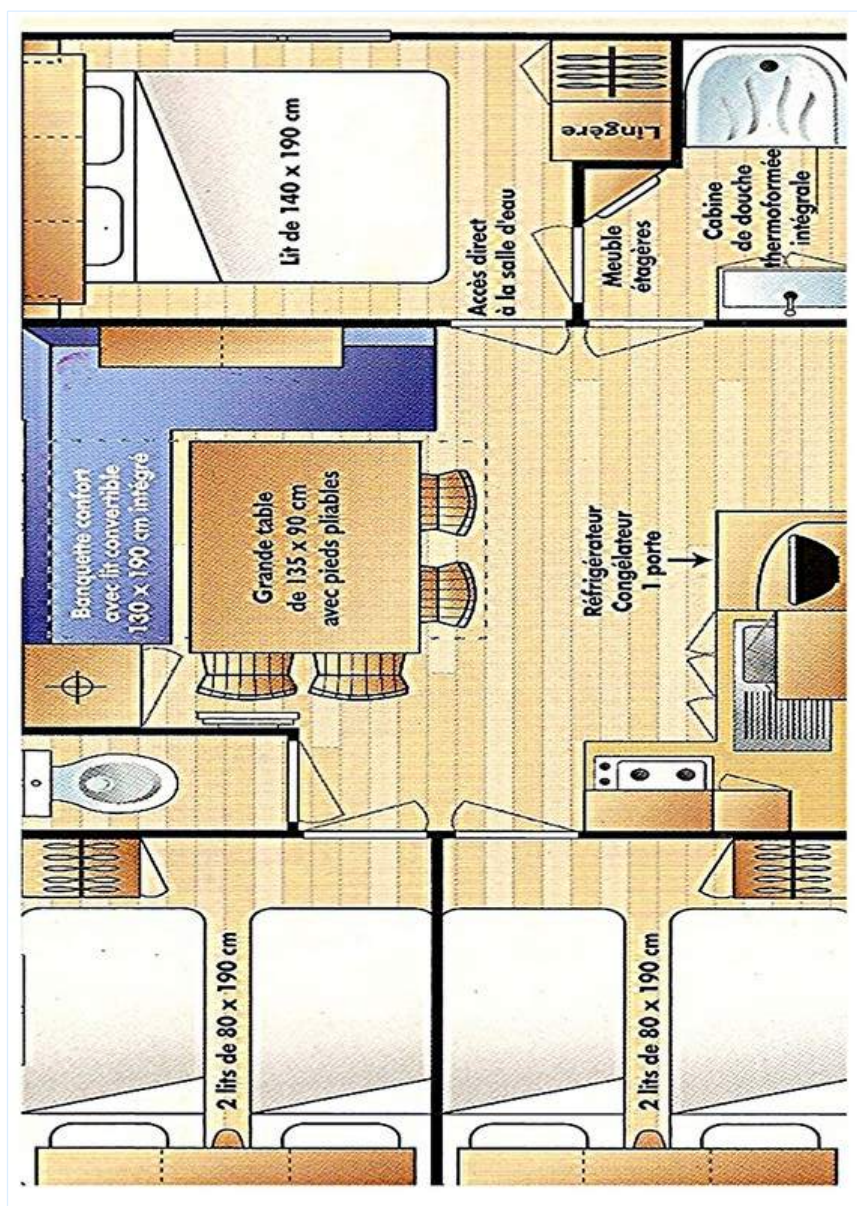 Lit de 140 x 190 cm
Lingère
Accès direct
à la salle d'eau
Meuble
étagères
Cabine
de douche
thermoformée
intégrale
Banquette confort
avec lit convertible
130 x 190 cm intégré
Grande table
de 135 x 90 cm
avec pieds pliables
Réfrigérateur
Congélateur
1 porte
2 lits de 80 x 190 cm
2 lits de 80 x 190 cm